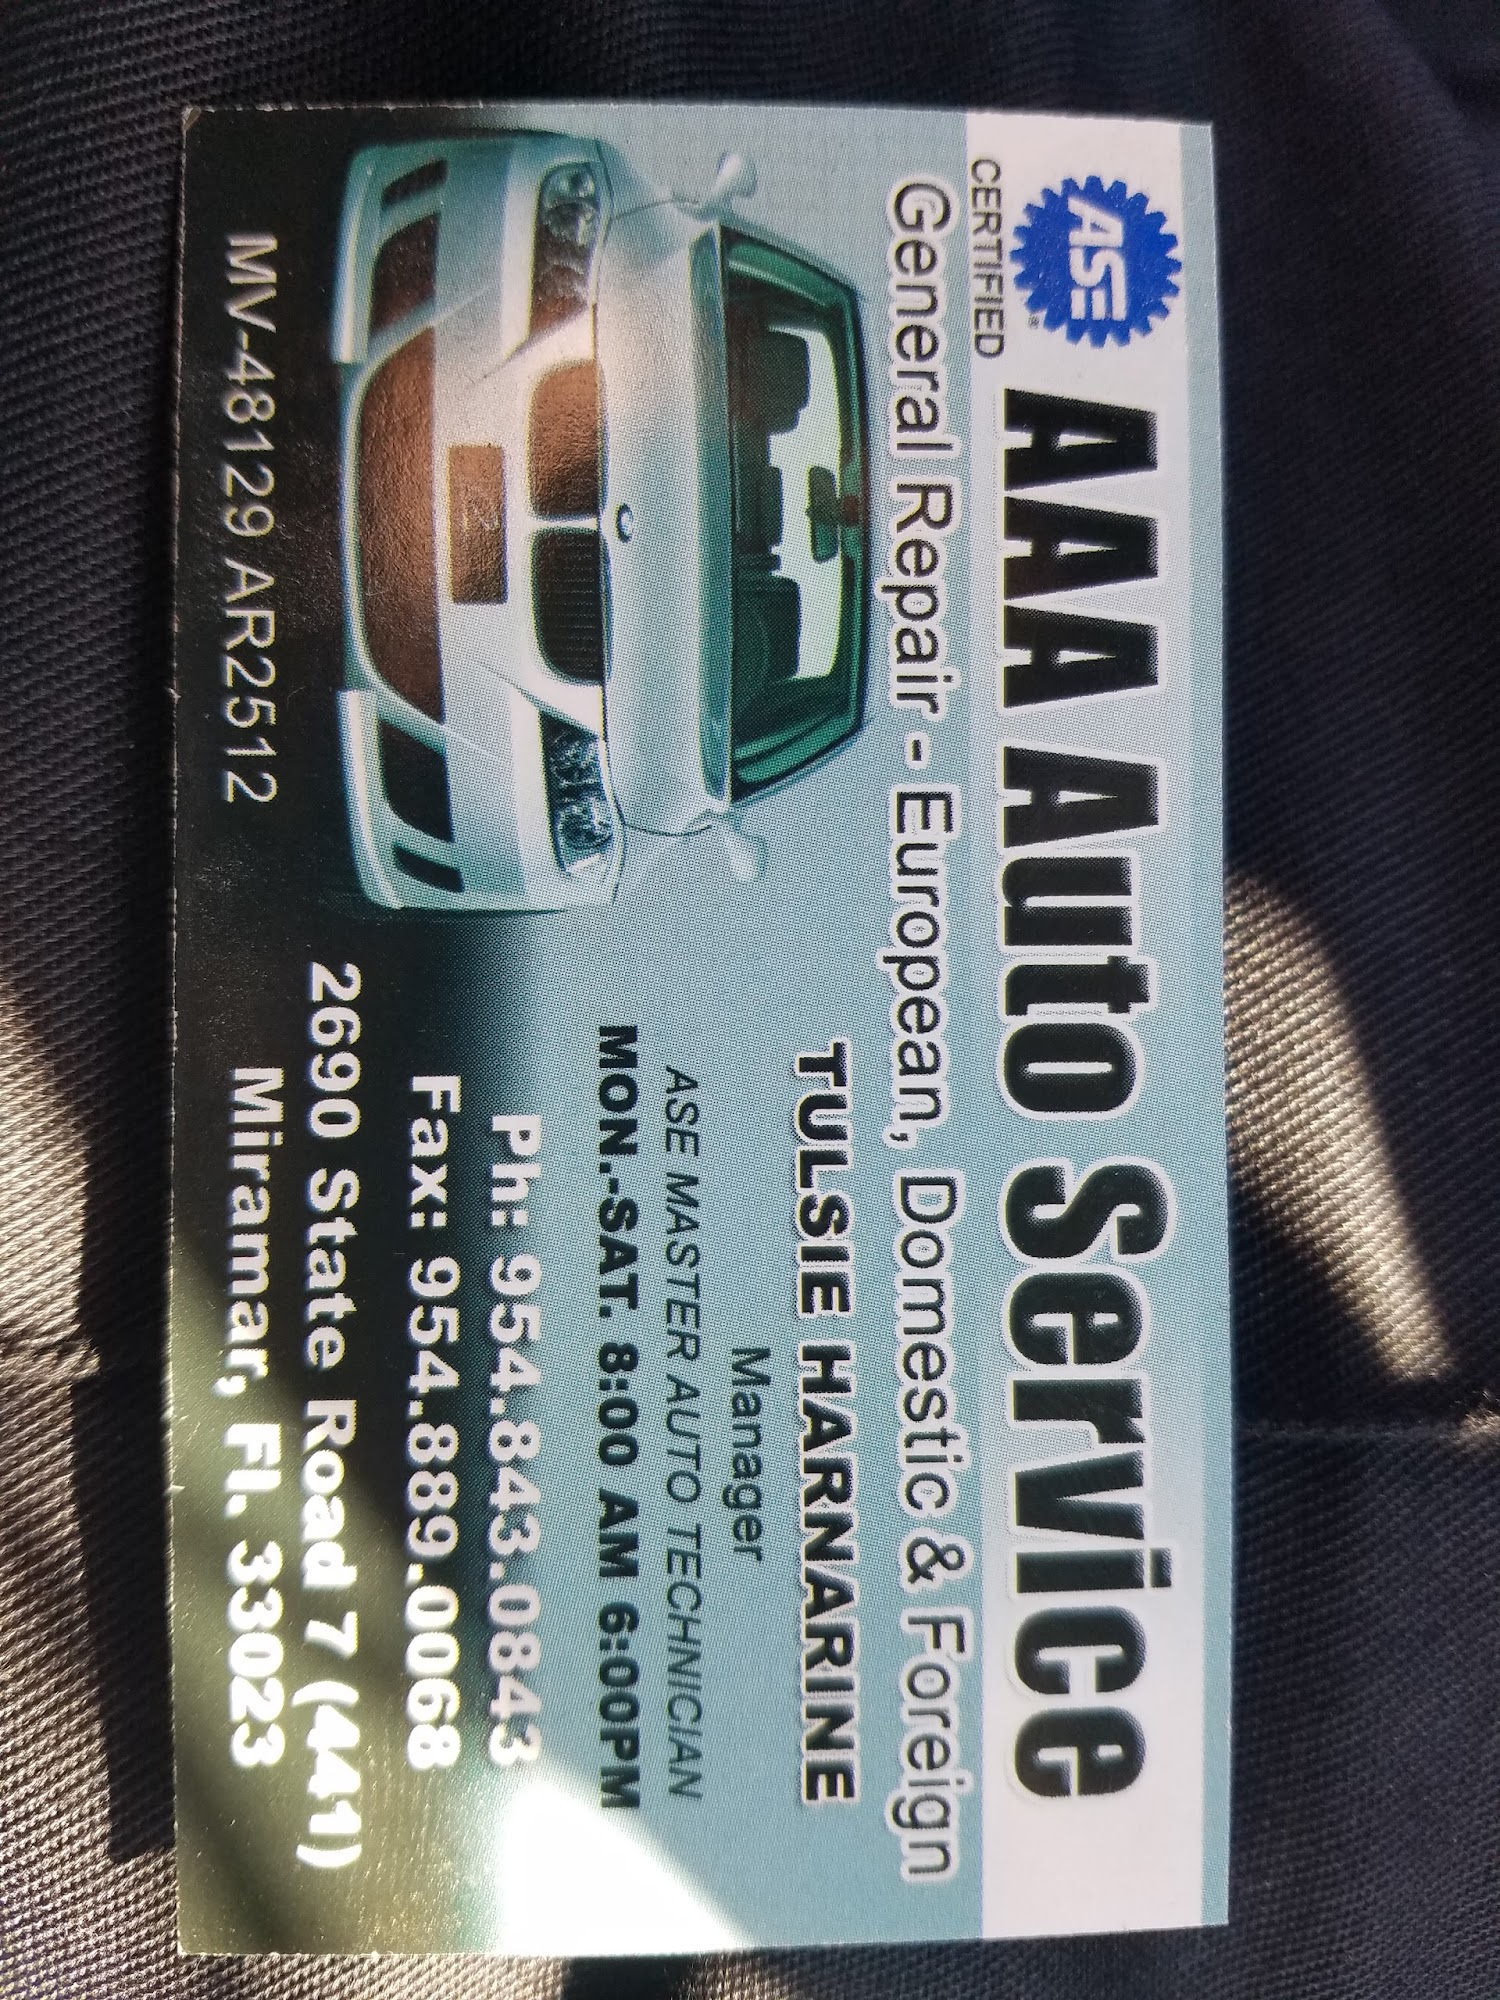 ASE
CERTIFIED
AAA Auto Service
General Repair - European, Domestic & Foreign
TULSIE HARNARINE
Manager
ASE MASTER AUTO TECHNICIAN
MON.-SAT. 8:00 AM 6:00PM
Ph: 954.843.0843
Fax: 954.889.0068
2690 State Road 7 (441)
Miramar, Fl. 33023
MV-48129 AR2512